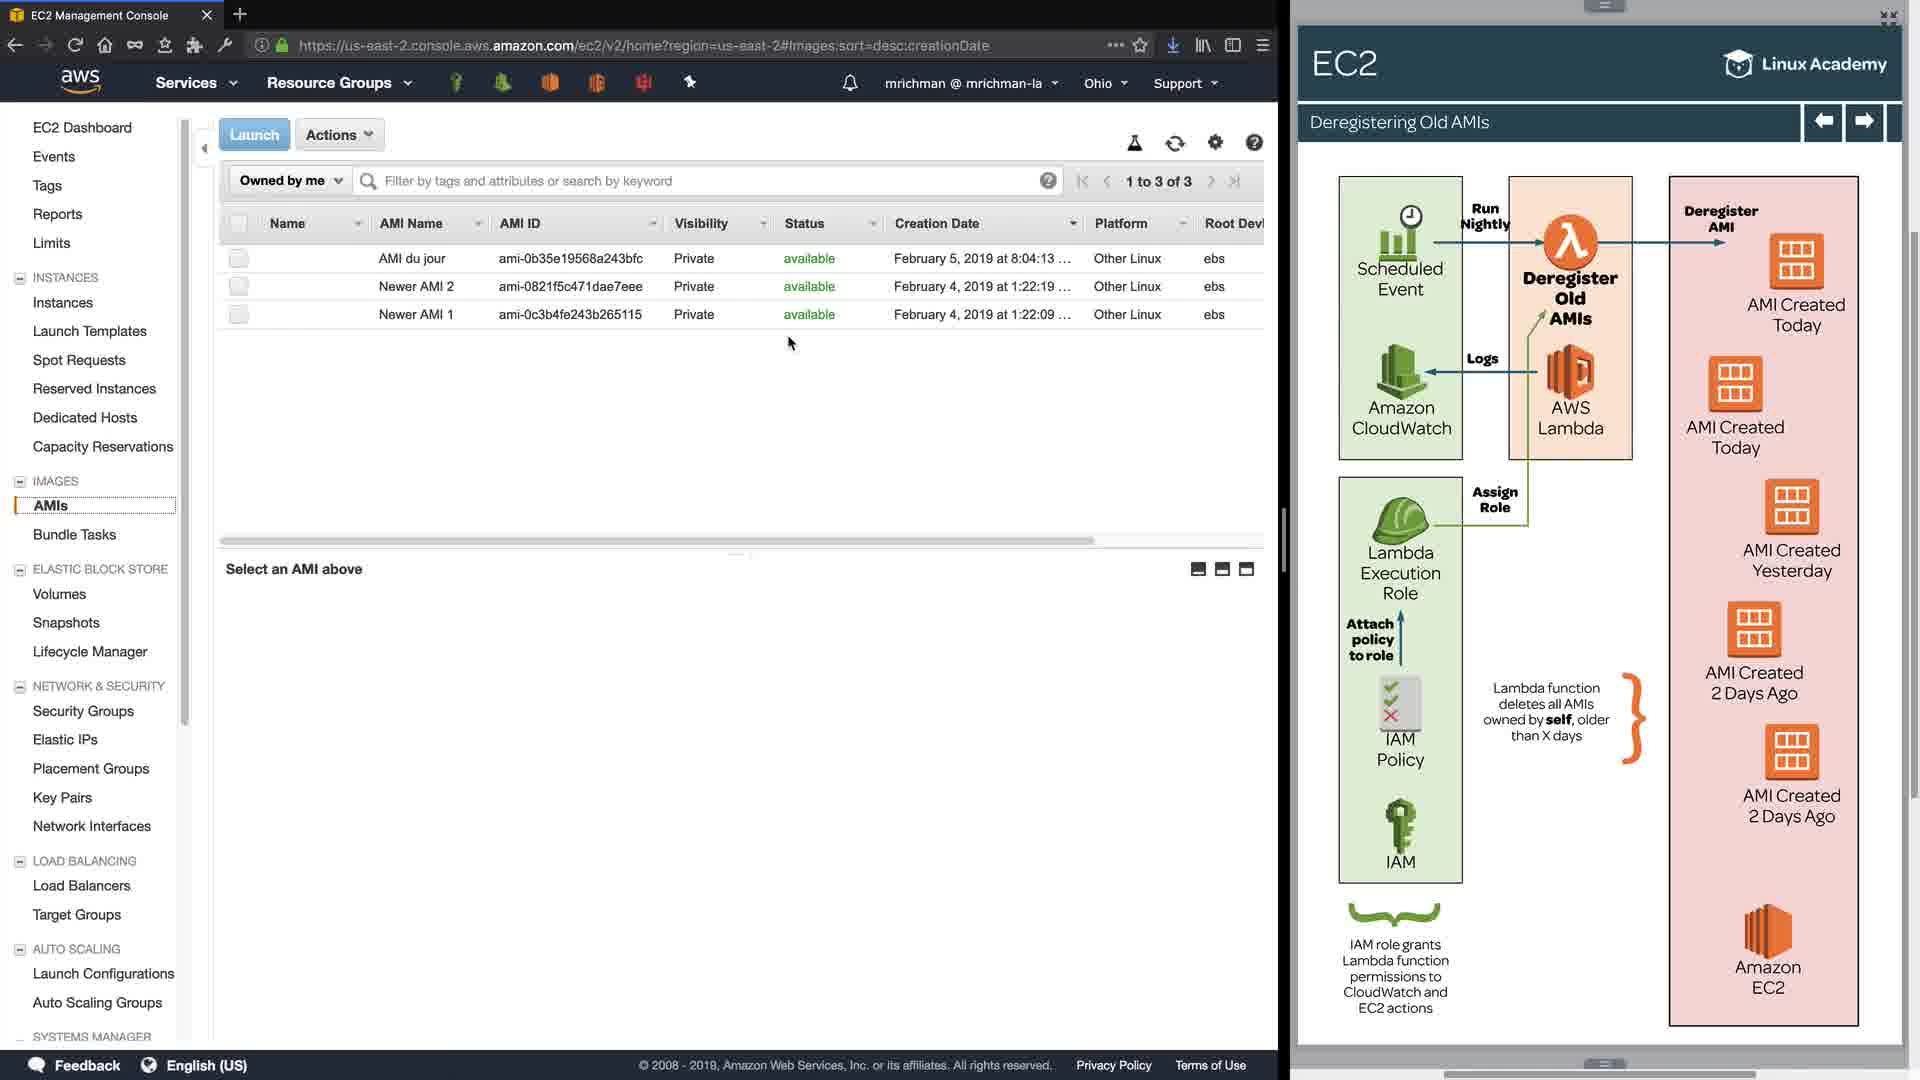 EC2 Management Console
https://us-east-2.console.aws.amazon.com/ec2/v2/home?region=us-east-2#Images:sort=desc:creationDate
aws
Services
Resource Groups
mrichman @ mrichman-la
Ohio
Support
EC2 Dashboard
Events
Tags
Reports
Limits
INSTANCES
Instances
Launch Templates
Spot Requests
Reserved Instances
Dedicated Hosts
Capacity Reservations
IMAGES
AMIs
Bundle Tasks
ELASTIC BLOCK STORE
Volumes
Snapshots
Lifecycle Manager
NETWORK & SECURITY
Security Groups
Elastic IPs
Placement Groups
Key Pairs
Network Interfaces
LOAD BALANCING
Load Balancers
Target Groups
AUTO SCALING
Launch Configurations
Auto Scaling Groups
SYSTEMS MANAGER
Launch
Actions
Owned by me
Filter by tags and attributes or search by keyword
1 to 3 of 3
Name AMI Name AMI ID Visibility Status Creation Date Platform Root Devi
AMI du jour ami-0b35e19568a243bfc Private available February 5, 2019 at 8:04:13 ... Other Linux ebs
Newer AMI 2 ami-0821f5c471dae7eee Private available February 4, 2019 at 1:22:19 ... Other Linux ebs
Newer AMI 1 ami-0c3b4fe243b265115 Private available February 4, 2019 at 1:22:09 ... Other Linux ebs
Select an AMI above
Feedback
English (US)
© 2008 - 2019, Amazon Web Services, Inc. or its affiliates. All rights reserved.
Privacy Policy
Terms of Use
EC2
Linux Academy
Deregistering Old AMIs
Scheduled
Event
Run
Nightly
Deregister
Old
AMIs
Deregister
AMI
AMI Created
Today
Amazon
CloudWatch
Logs
AWS
Lambda
AMI Created
Today
Lambda
Execution
Role
Assign
Role
AMI Created
Yesterday
Attach
policy
to role
AMI Created
2 Days Ago
IAM
Policy
Lambda function
deletes all AMIs
owned by self, older
than X days
AMI Created
2 Days Ago
IAM
IAM role grants
Lambda function
permissions to
CloudWatch and
EC2 actions
Amazon
EC2